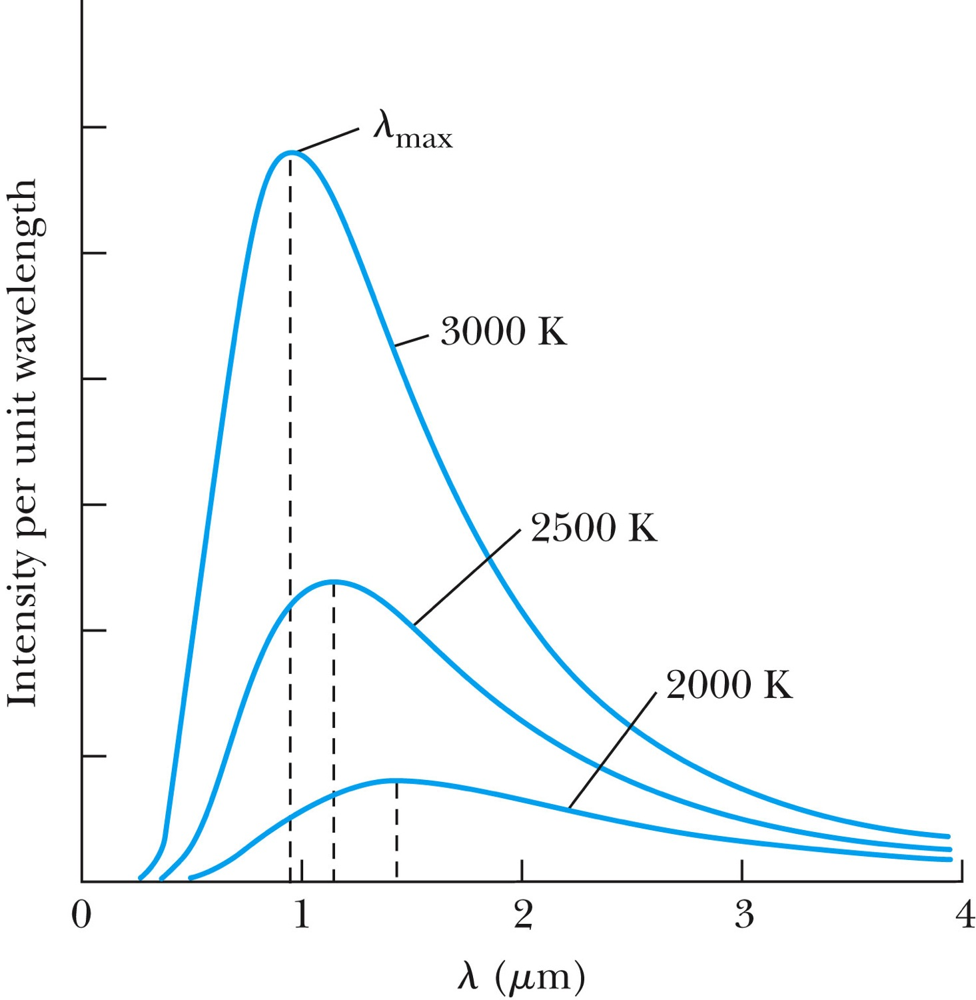 λmax
3000 K
2500 K
2000 K
Intensity per unit wavelength
0 1 2 3 4
λ (μm)